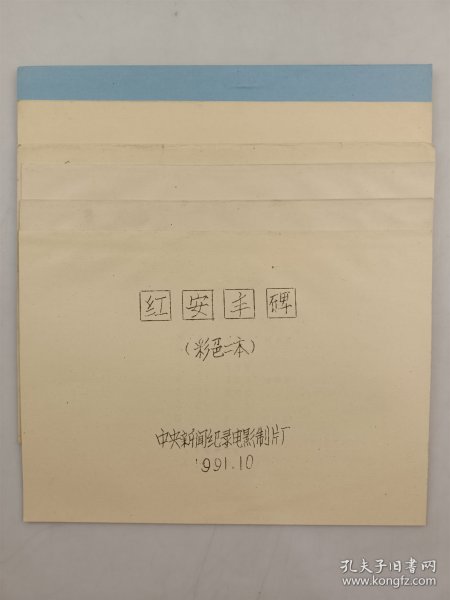 红安丰碑
(彩色二本)
中央新闻纪录电影制片厂
1991.10
孔夫子旧书网
www.kongfz.com